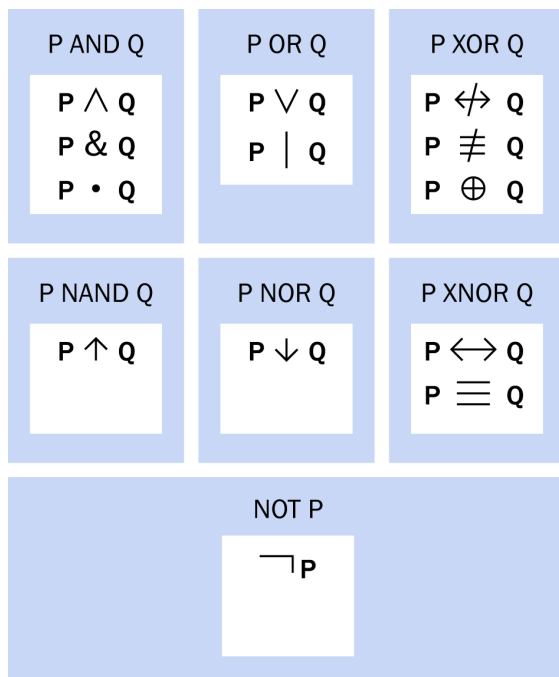 P AND Q
P ∧ Q
P & Q
P • Q
P OR Q
P ∨ Q
P | Q
P XOR Q
P ↮ Q
P ≢ Q
P ⊕ Q
P NAND Q
P ↑ Q
P NOR Q
P ↓ Q
P XNOR Q
P ↔ Q
P ≡ Q
NOT P
¬P